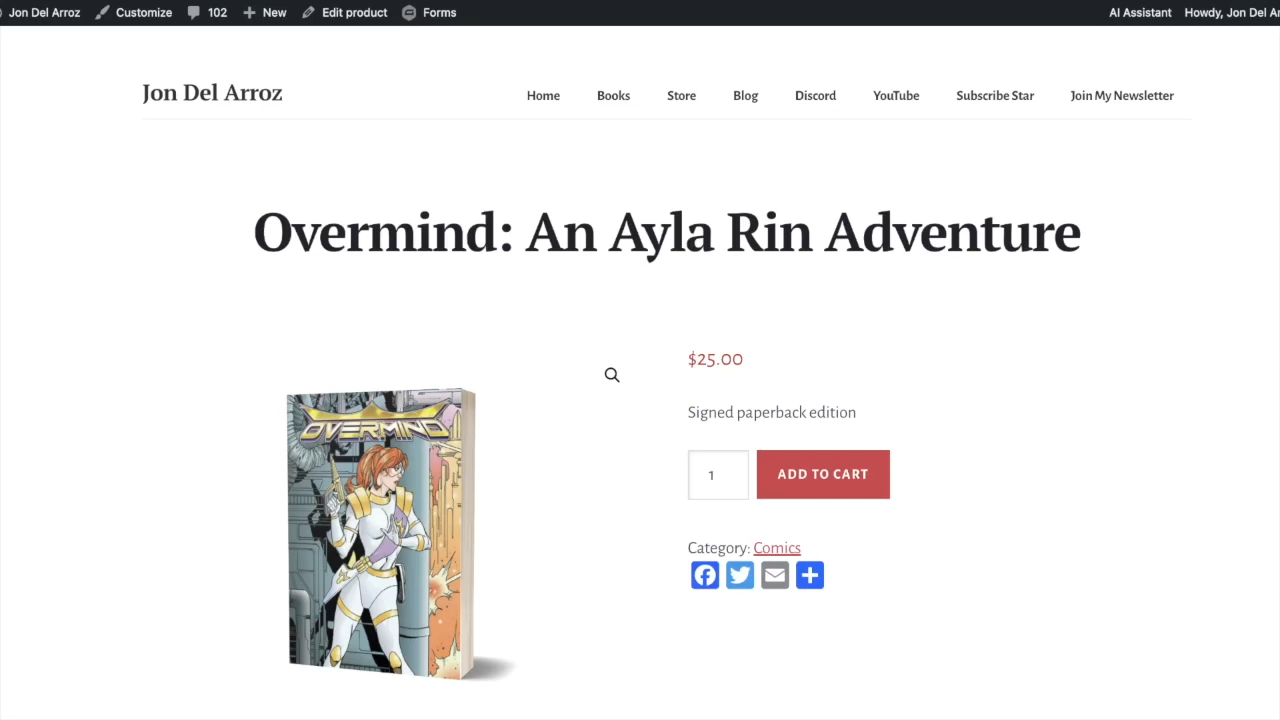 Jon Del Arroz Customize 102 New Edit product Forms AI Assistant Howdy, Jon Del Ar
Jon Del Arroz
Home Books Store Blog Discord YouTube Subscribe Star Join My Newsletter
Overmind: An Ayla Rin Adventure
$25.00
Signed paperback edition
1 ADD TO CART
Category: Comics
OVERMIND